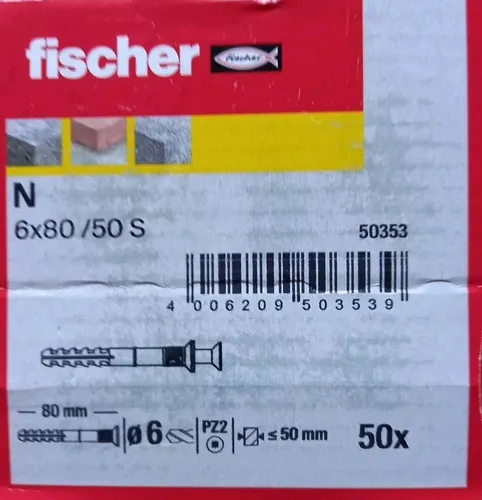 fischer fischer
N
6x80 /50 S 50353
4 006209 503539
80 mm
ø 6 PZ2 ≤ 50 mm 50x